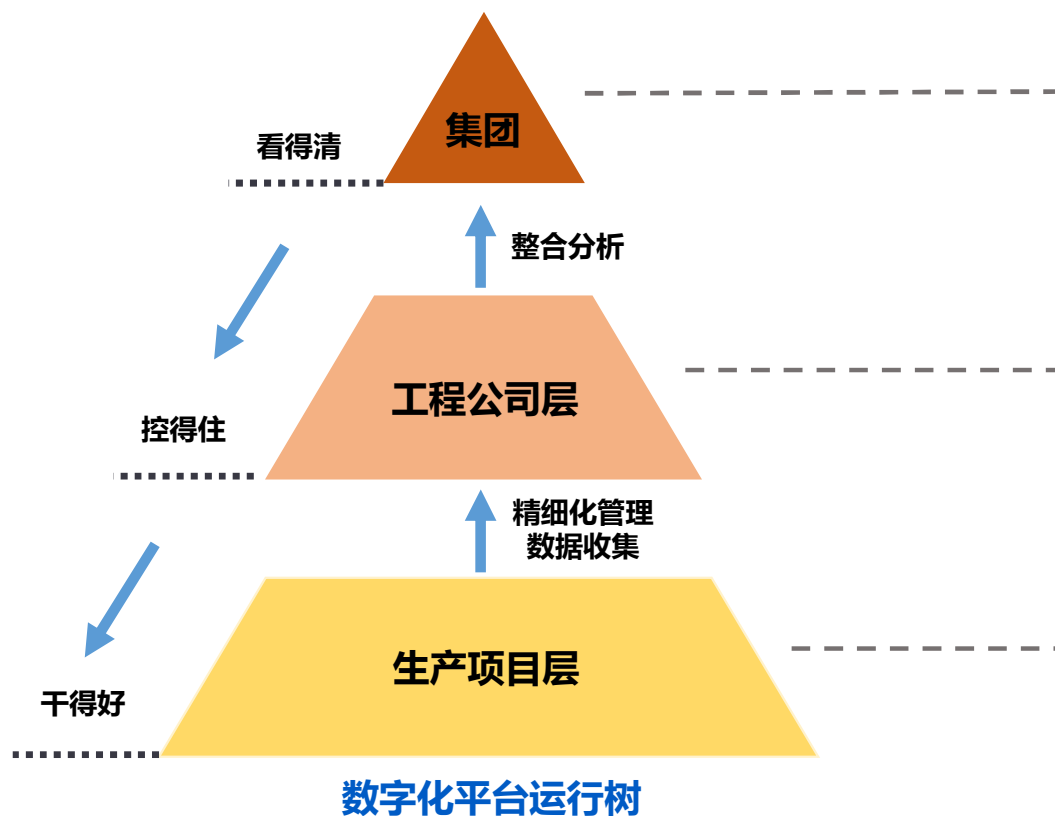 集团
看得清
整合分析
工程公司层
控得住
精细化管理
数据收集
生产项目层
干得好
数字化平台运行树